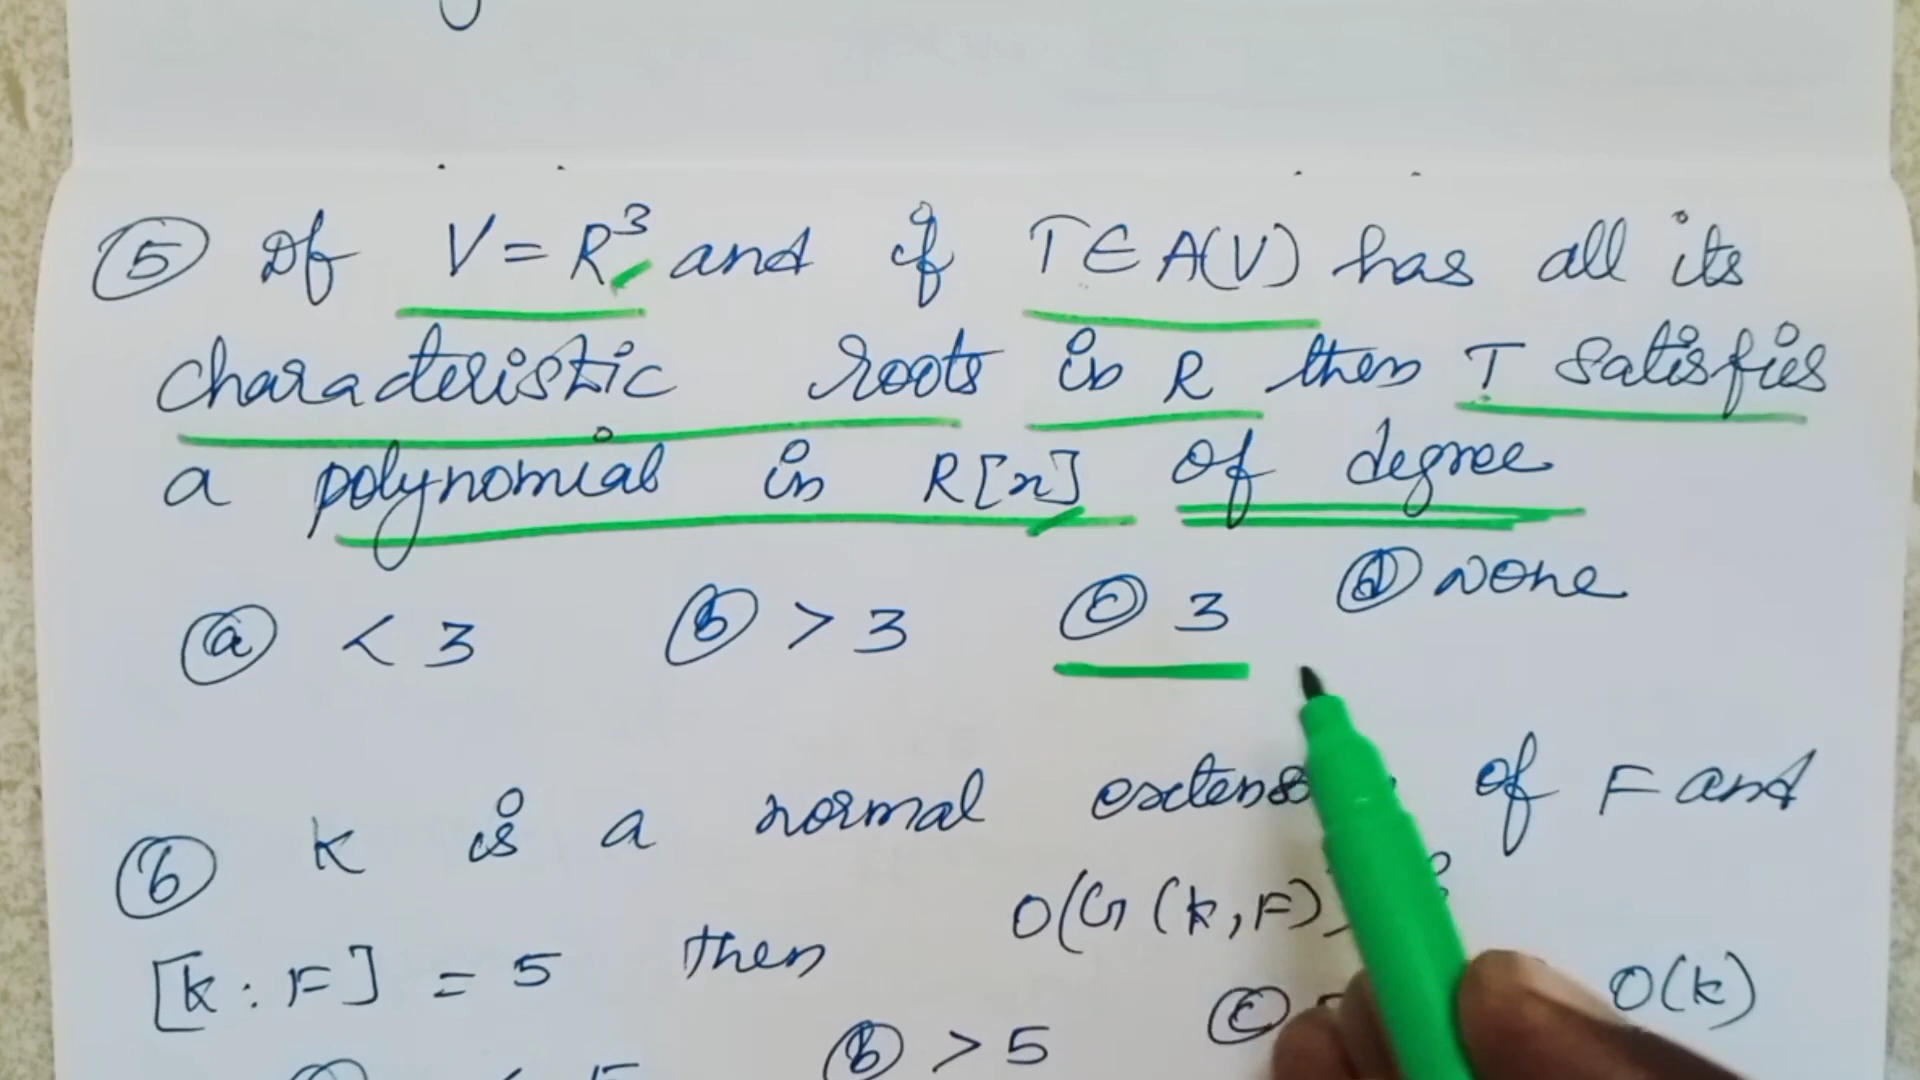 ⑤ If V = R³ and if T ∈ A(V) has all its
characteristic roots in R then T satisfies
a polynomial in R[x] of degree
ⓐ < 3 ⓑ > 3 ⓒ 3 ⓓ None
⑥ K is a normal of F and
[K : F] = 5 then O(G(K,F)
ⓑ > 5 ⓒ O(K)